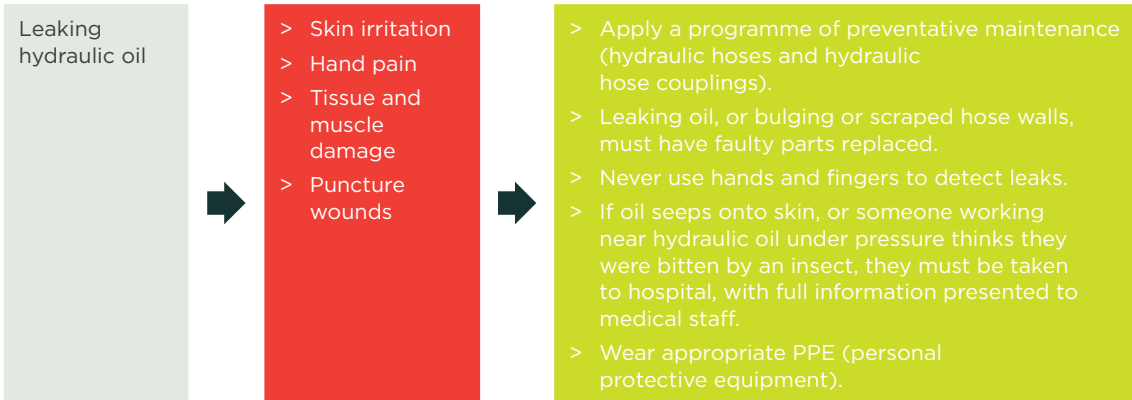 Leaking
hydraulic oil
> Skin irritation
> Hand pain
> Tissue and
muscle
damage
> Puncture
wounds
> Apply a programme of preventative maintenance
(hydraulic hoses and hydraulic
hose couplings).
> Leaking oil, or bulging or scraped hose walls,
must have faulty parts replaced.
> Never use hands and fingers to detect leaks.
> If oil seeps onto skin, or someone working
near hydraulic oil under pressure thinks they
were bitten by an insect, they must be taken
to hospital, with full information presented to
medical staff.
> Wear appropriate PPE (personal
protective equipment).